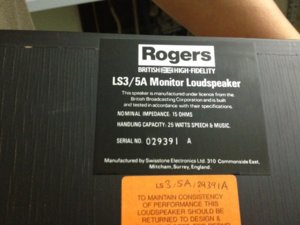 Rogers
BRITISH HIGH-FIDELITY
LS3/5A Monitor Loudspeaker
This speaker is manufactured under licence from the
British Broadcasting Corporation and is built
and tested in accordance with their specifications.
NOMINAL IMPEDANCE: 15 OHMS
HANDLING CAPACITY: 25 WATTS SPEECH & MUSIC.
SERIAL NO. 029391 A
Manufactured by Swisstone Electronics Ltd. 310 Commonside East,
Mitcham, Surrey, England.
LS3.5A/29391A
TO MAINTAIN CONSISTENCY
OF PERFORMANCE THIS
LOUDSPEAKER SHOULD BE
RETURNED TO DESIGN &